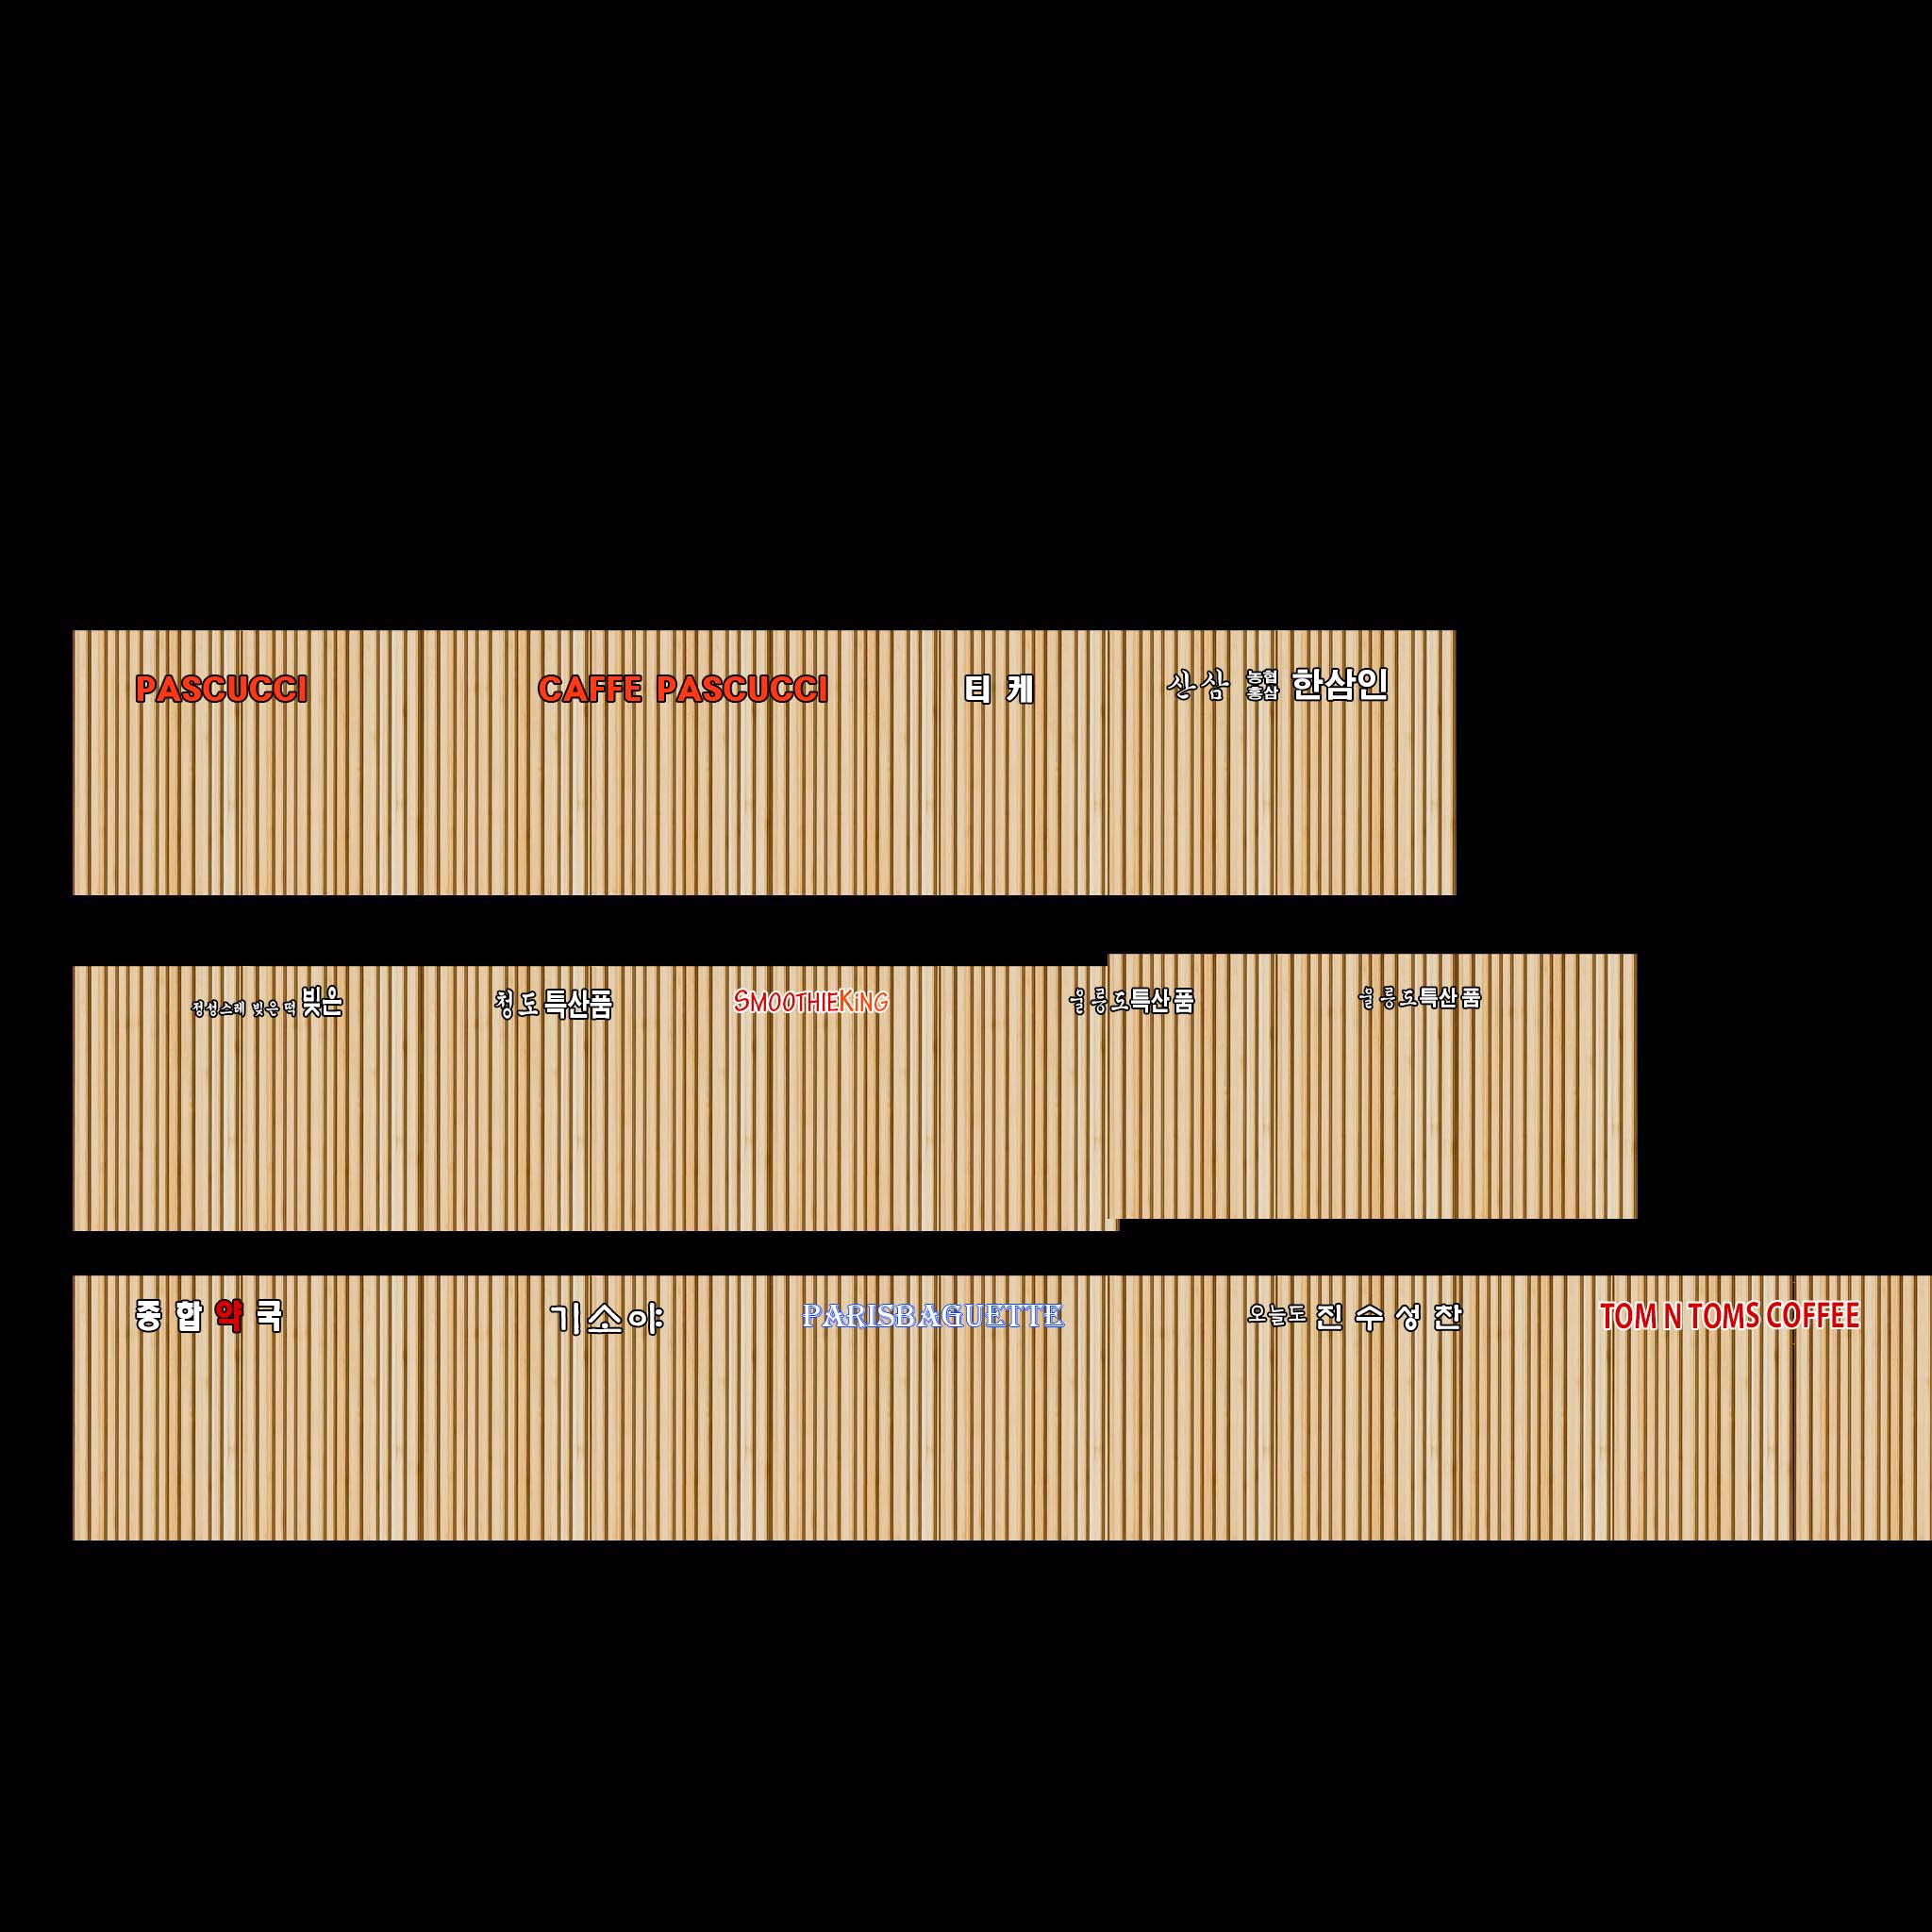 PASCUCCI
CAFFE PASCUCCI
티 케
산삼 농협 홍삼 한삼인
정성스레 빚은 떡 빚은
청도 특산품
SMOOTHIEKiNG
울릉도특산품
울릉도특산품
종 합 약 국
기소야
PARISBAGUETTE
오늘도 진 수 성 찬
TOM N TOMS COFFEE